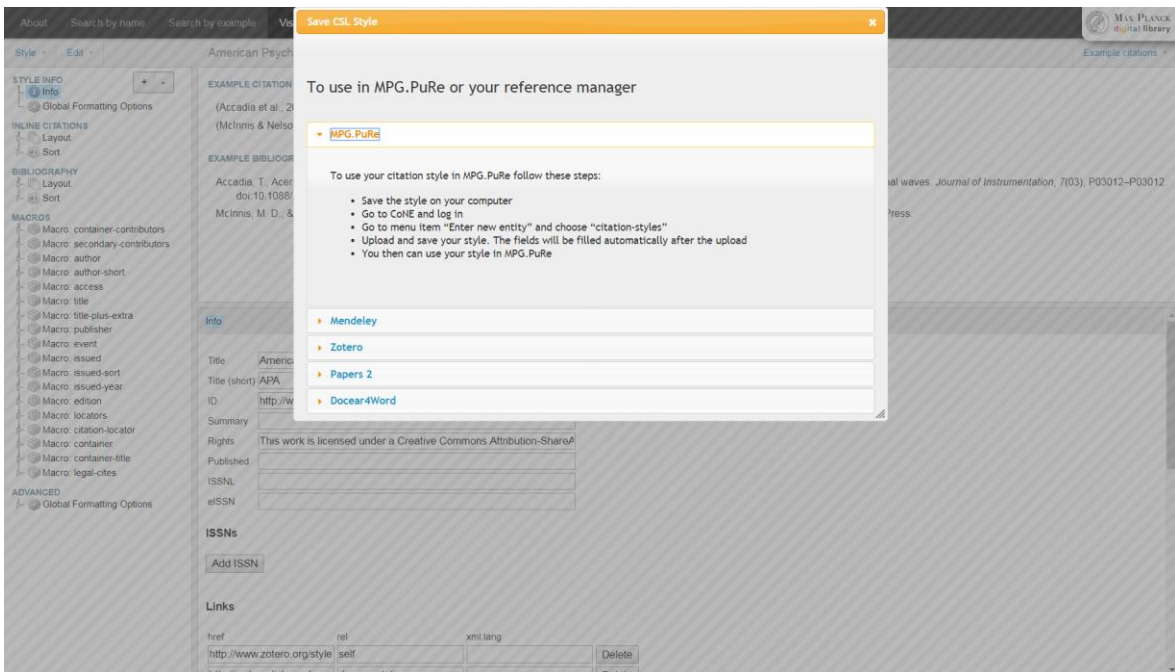 About Search by name Search by example Vis
Save CSL Style
MAX PLANCK
digital library
Style Edit
American Psych
Example citations
STYLE INFO
+ -
Info
Global Formatting Options
INLINE CITATIONS
Layout
Sort
BIBLIOGRAPHY
Layout
Sort
MACROS
Macro: container-contributors
Macro: secondary-contributors
Macro: author
Macro: author-short
Macro: access
Macro: title
Macro: title-plus-extra
Macro: publisher
Macro: event
Macro: issued
Macro: issued-sort
Macro: issued-year
Macro: edition
Macro: locators
Macro: citation-locator
Macro: container
Macro: container-title
Macro: legal-cites
ADVANCED
Global Formatting Options
EXAMPLE CITATION
(Accadia et al., 20
(McInnis & Nelso
EXAMPLE BIBLIOGR
Accadia, T., Acer
nal waves. Journal of Instrumentation, 7(03), P03012–P03012.
doi:10.1088/
McInnis, M. D., &
Press.
To use in MPG.PuRe or your reference manager
MPG.PuRe
To use your citation style in MPG.PuRe follow these steps:
• Save the style on your computer
• Go to CoNE and log in
• Go to menu item “Enter new entity” and choose “citation-styles”
• Upload and save your style. The fields will be filled automatically after the upload
• You then can use your style in MPG.PuRe
Mendeley
Zotero
Papers 2
Docear4Word
Info
Title America
Title (short) APA
ID http://w
Summary
Rights This work is licensed under a Creative Commons Attribution-ShareA
Published
ISSNL
eISSN
ISSNs
Add ISSN
Links
href rel xml:lang
http://www.zotero.org/style self Delete